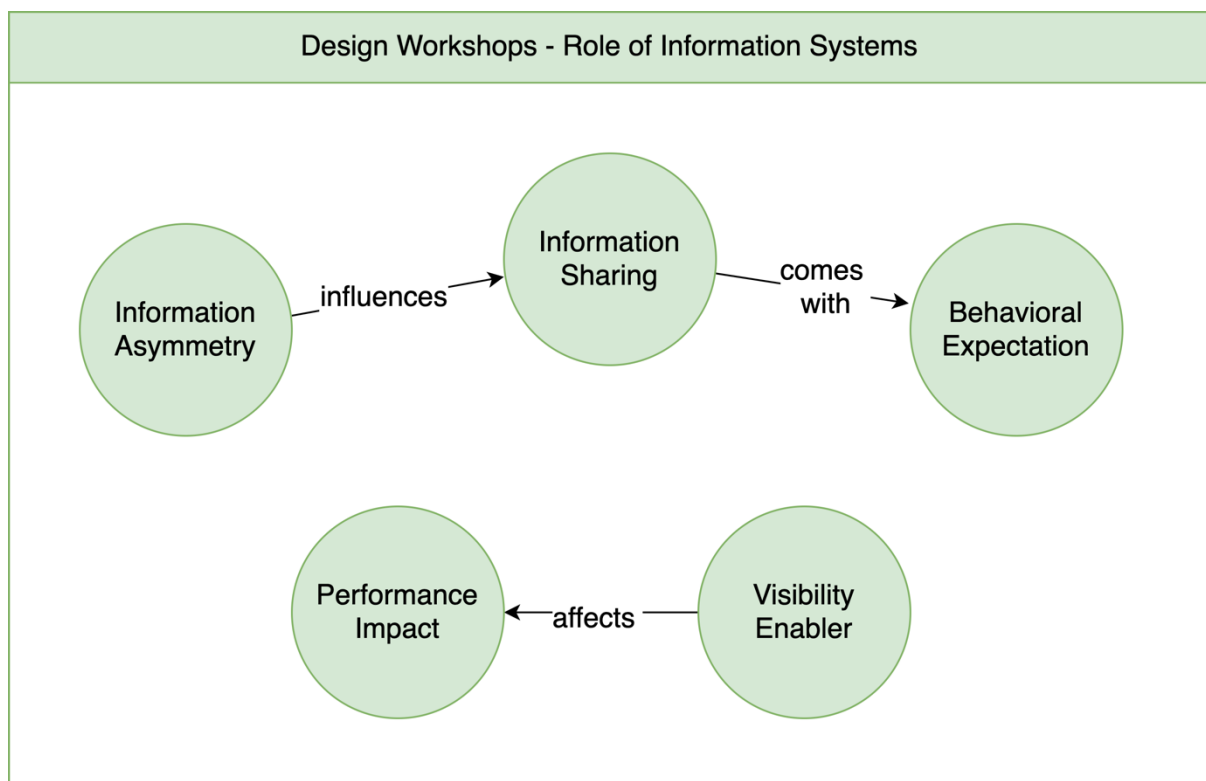 Design Workshops - Role of Information Systems
Information
Sharing
Information
Asymmetry
influences
comes
with
Behavioral
Expectation
Performance
Impact
affects
Visibility
Enabler